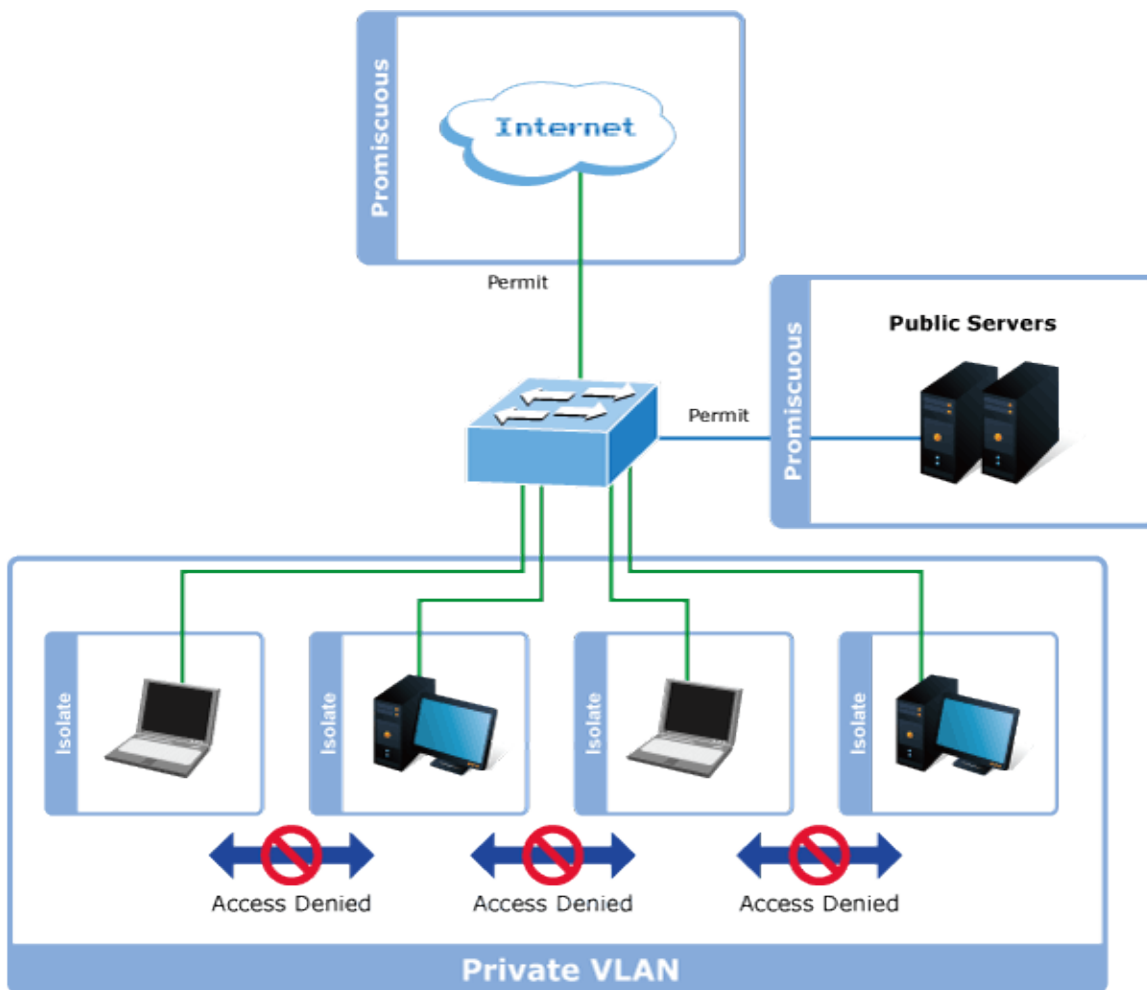 Promiscuous
Internet
Permit
Promiscuous
Public Servers
Permit
Isolate
Isolate
Isolate
Isolate
Access Denied
Access Denied
Access Denied
Private VLAN